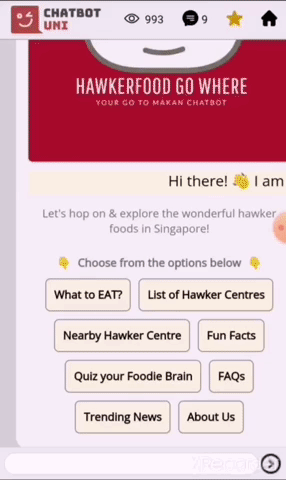 CHATBOT
UNI
993
9
HAWKERFOOD GO WHERE
YOUR GO TO MAKAN CHATBOT
Hi there! I am
Let's hop on & explore the wonderful hawker
foods in Singapore!
Choose from the options below
What to EAT?
List of Hawker Centres
Nearby Hawker Centre
Fun Facts
Quiz your Foodie Brain
FAQs
Trending News
About Us